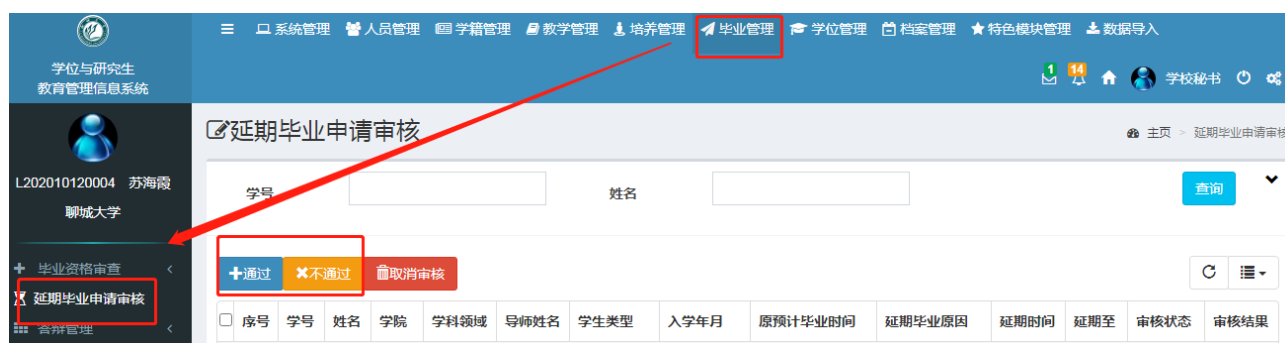 系统管理 人员管理 学籍管理 教学管理 培养管理 毕业管理 学位管理 档案管理 特色模块管理 数据导入
学位与研究生
教育管理信息系统
1 14 学校秘书
延期毕业申请审核
主页 > 延期毕业申请审核
L202010120004 苏海霞
聊城大学
学号 姓名 查询
毕业资格审查
延期毕业申请审核
答辩管理
通过 不通过 取消审核
序号 学号 姓名 学院 学科领域 导师姓名 学生类型 入学年月 原预计毕业时间 延期毕业原因 延期时间 延期至 审核状态 审核结果